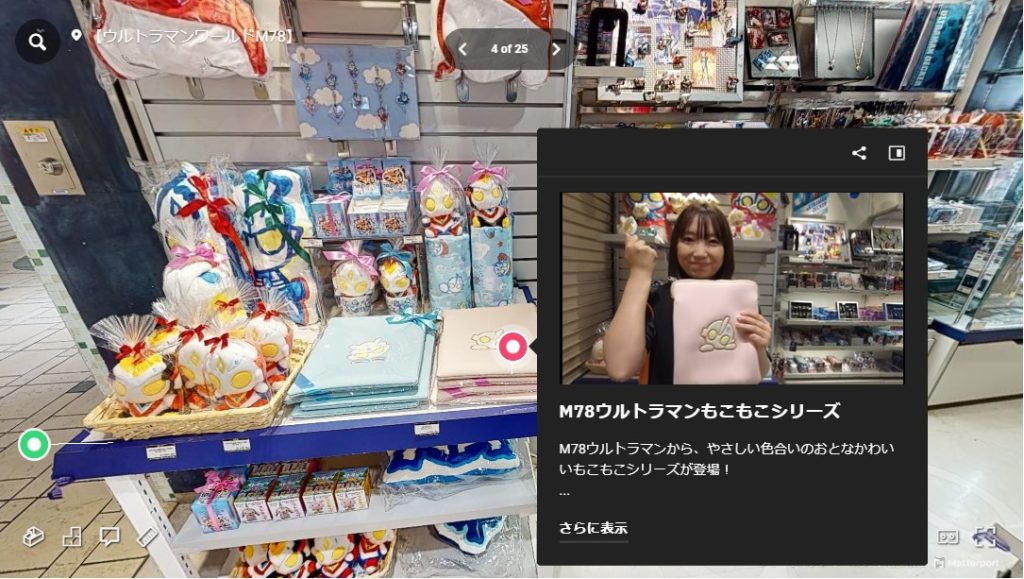 【ウルトラマンワールドM78】
4 of 25
M78ウルトラマンもこもこシリーズ
M78ウルトラマンから、やさしい色合いのおとなかわい
いもこもこシリーズが登場！
...
さらに表示
Matterport